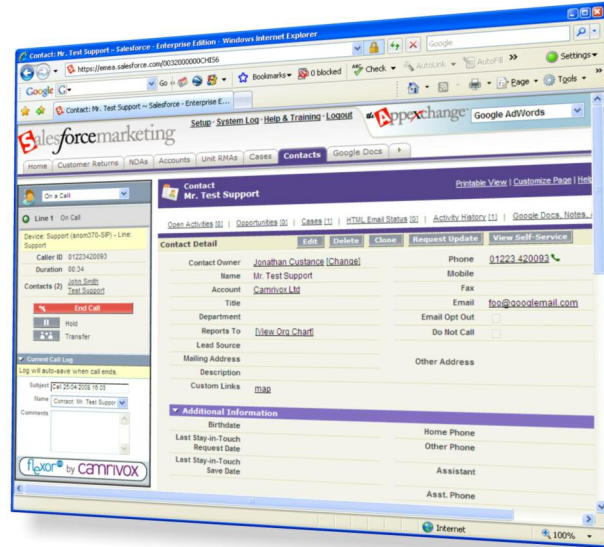 Contact: Mr. Test Support ~ Salesforce - Enterprise Edition - Windows Internet Explorer
https://emea.salesforce.com/0032000000CHIS6
Google
Google G Go Bookmarks 0 blocked Check AutoLink AutoFill Settings
Contact: Mr. Test Support ~ Salesforce - Enterprise E... Page Tools
Salesforcemarketing
Setup · System Log · Help & Training · Logout
Appexchange Google AdWords
Home Customer Returns NDAs Accounts Unit RMAs Cases Contacts Google Docs
On a Call
Line 1 On Call
Device: Support (snom370-SIP) - Line: Support
Caller ID 01223420093
Duration 00:34
Contacts (2) John Smith
Test Support
End Call
Hold
Transfer
Current Call Log
Log will auto-save when call ends.
Subject Call 25-04-2008 16:03
Name Contact: Mr. Test Suppor
Comments
flexor by camrivox
Contact
Mr. Test Support
Printable View | Customize Page | Help
Open Activities [0] | Opportunities [0] | Cases [1] | HTML Email Status [0] | Activity History [1] | Google Docs, Notes,
Contact Detail Edit Delete Clone Request Update View Self-Service
Contact Owner Jonathan Custance [Change] Phone 01223 420093
Name Mr. Test Support Mobile
Account Camrivox Ltd Fax
Title Email foo@googlemail.com
Department Email Opt Out
Reports To [View Org Chart] Do Not Call
Lead Source
Mailing Address Other Address
Description
Custom Links map
Additional Information
Birthdate Home Phone
Last Stay-in-Touch Request Date Other Phone
Last Stay-in-Touch Save Date Assistant
Asst. Phone
Internet 100%